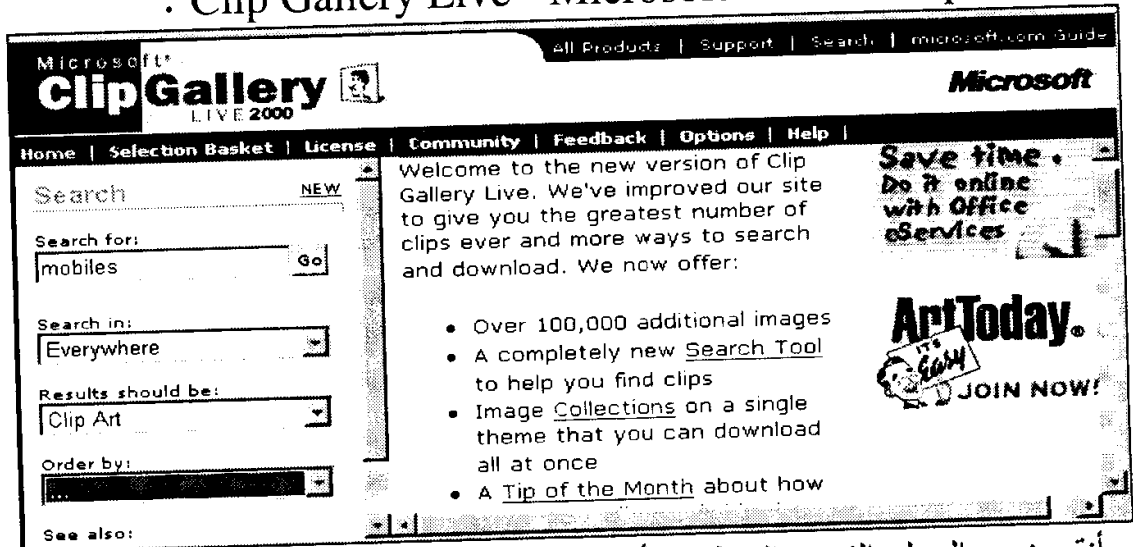 : Clip Gallery Live - Microsoft
All Products | Support | Search | microsoft.com Guide
Microsoft
Clip Gallery
LIVE 2000
Microsoft
Home | Selection Basket | License | Community | Feedback | Options | Help |
Search NEW
Search for:
mobiles Go
Search in:
Everywhere
Results should be:
Clip Art
Order by:
...
See also:
Welcome to the new version of Clip
Gallery Live. We've improved our site
to give you the greatest number of
clips ever and more ways to search
and download. We now offer:
• Over 100,000 additional images
• A completely new Search Tool
to help you find clips
• Image Collections on a single
theme that you can download
all at once
• A Tip of the Month about how
Save time.
Do it online
with Office
eServices
ArtToday®
IT'S
Easy
JOIN NOW!